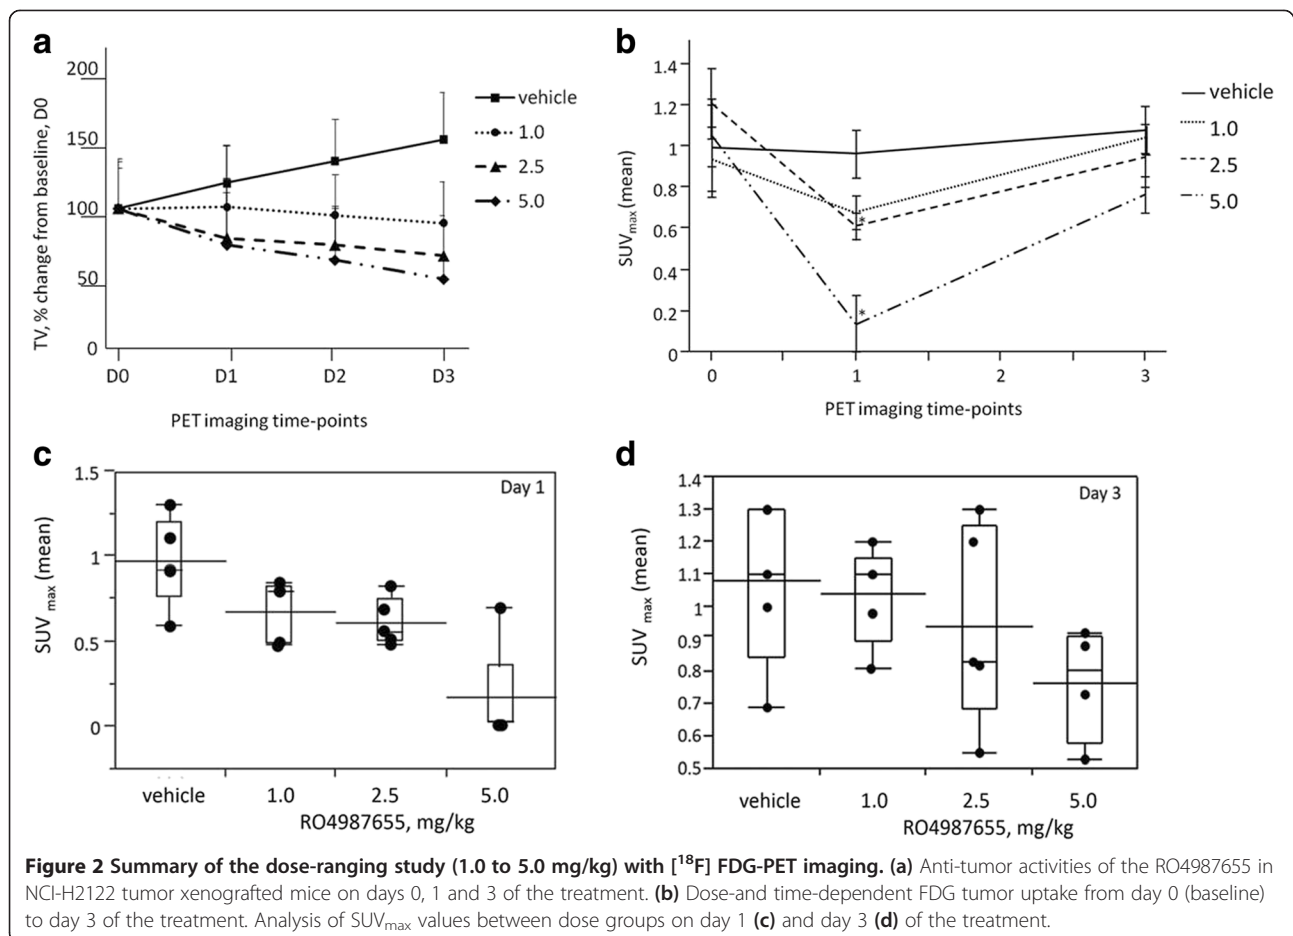 a
200
150
100
50
0
TV, % change from baseline, D0
D0 D1 D2 D3
PET imaging time-points
vehicle
1.0
2.5
5.0
b
1.4
1.2
1
0.8
0.6
0.4
0.2
0
SUVmax (mean)
*
*
0 1 2 3
PET imaging time-points
vehicle
1.0
2.5
5.0
c
1.5
1
0.5
0
SUV max (mean)
Day 1
vehicle 1.0 2.5 5.0
RO4987655, mg/kg
d
1.4
1.3
1.2
1.1
1
0.9
0.8
0.7
0.6
0.5
SUV max (mean)
Day 3
vehicle 1.0 2.5 5.0
RO4987655, mg/kg
Figure 2 Summary of the dose-ranging study (1.0 to 5.0 mg/kg) with [18F] FDG-PET imaging. (a) Anti-tumor activities of the RO4987655 in
NCI-H2122 tumor xenografted mice on days 0, 1 and 3 of the treatment. (b) Dose-and time-dependent FDG tumor uptake from day 0 (baseline)
to day 3 of the treatment. Analysis of SUVmax values between dose groups on day 1 (c) and day 3 (d) of the treatment.